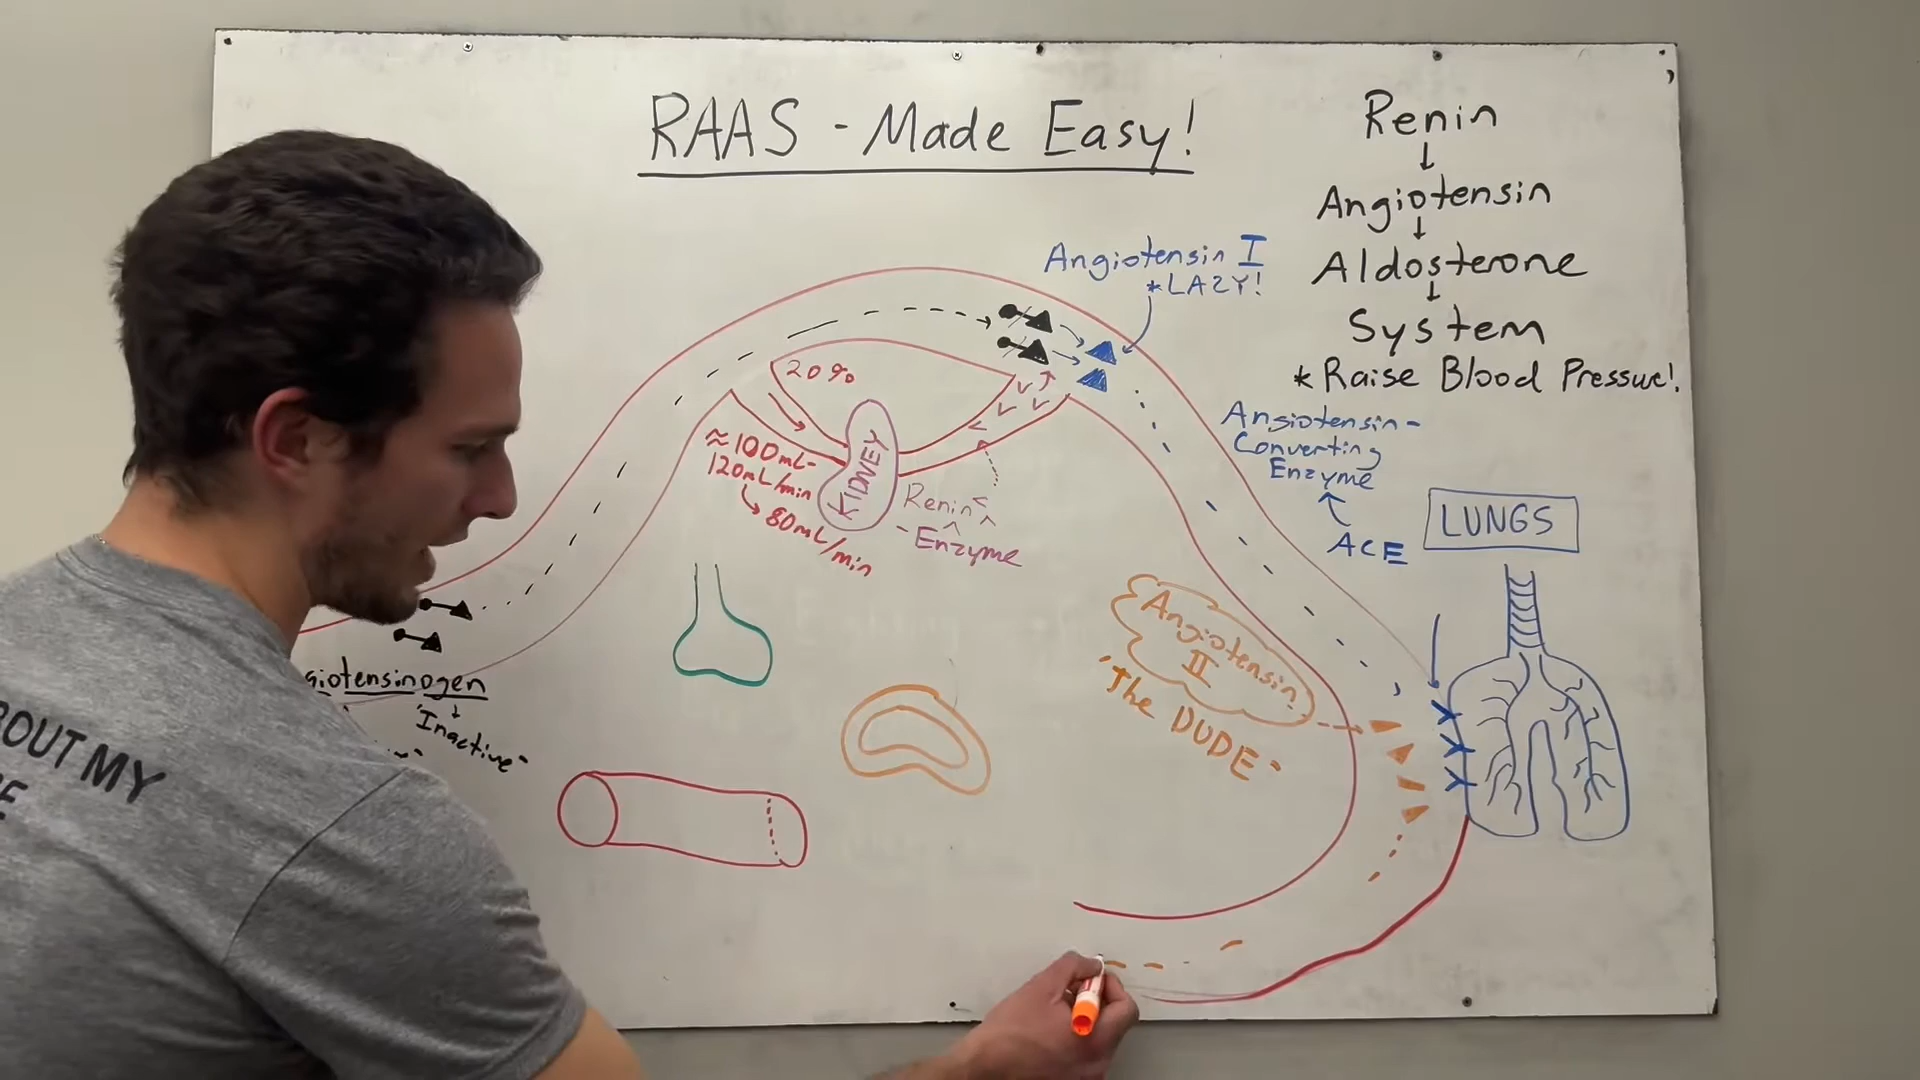 RAAS - Made Easy!
Renin
↓
Angiotensin
↓
Aldosterone
↓
System
* Raise Blood Pressure!
Angiotensin I
*LAZY!
20%
≈100mL-
120mL/min
↳ 80mL/min
KIDNEY
Renin
- Enzyme
Angiotensin-
Converting
Enzyme
ACE
LUNGS
Angiotensin
II
"The DUDE"
giotensinogen
"Inactive"
BOUT MY